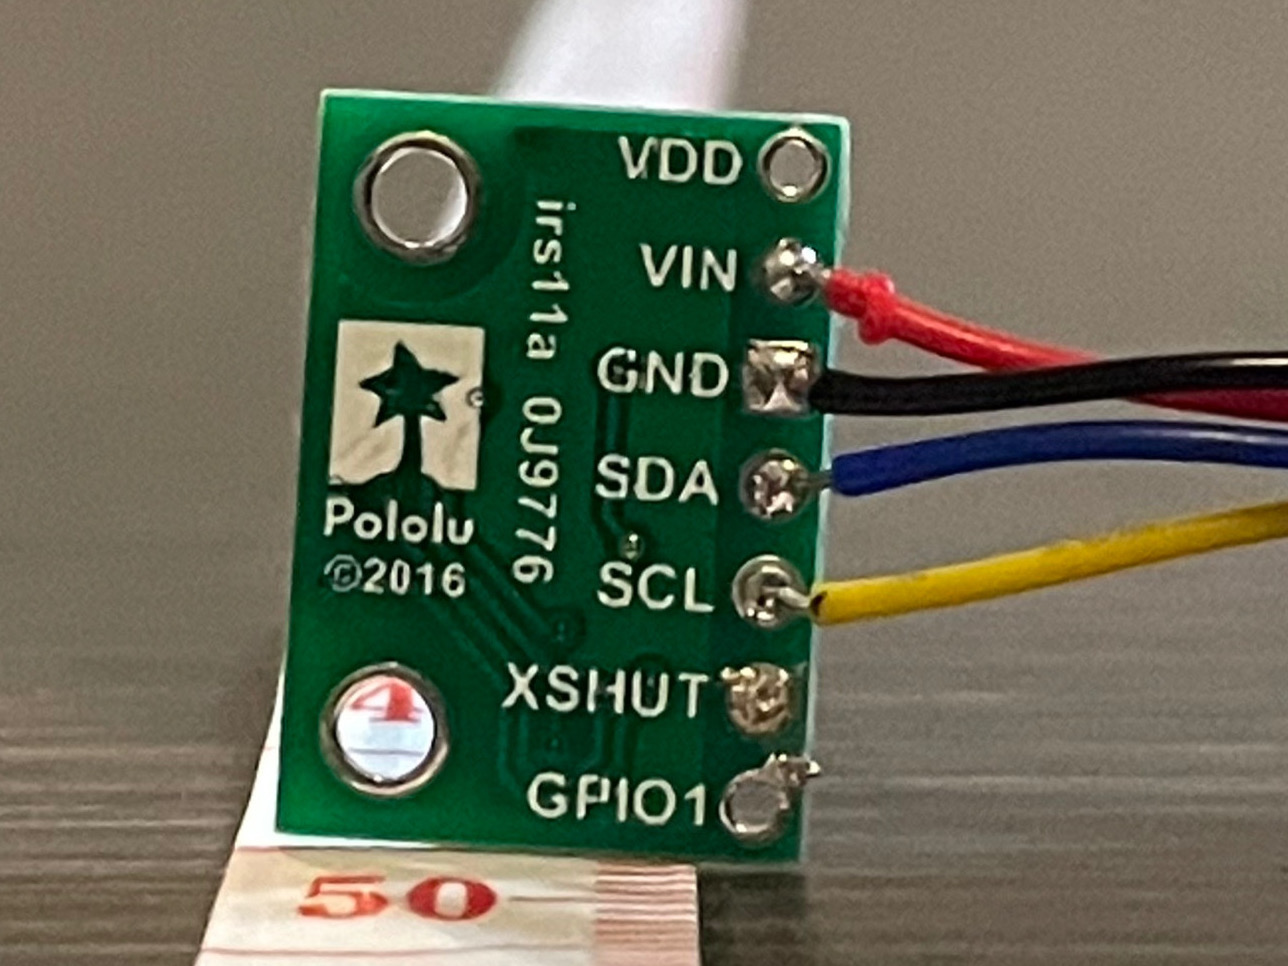 VDD
VIN
GND
SDA
SCL
XSHUT
GPIO1
irs11a 0J9776
Pololu
©2016
4
50